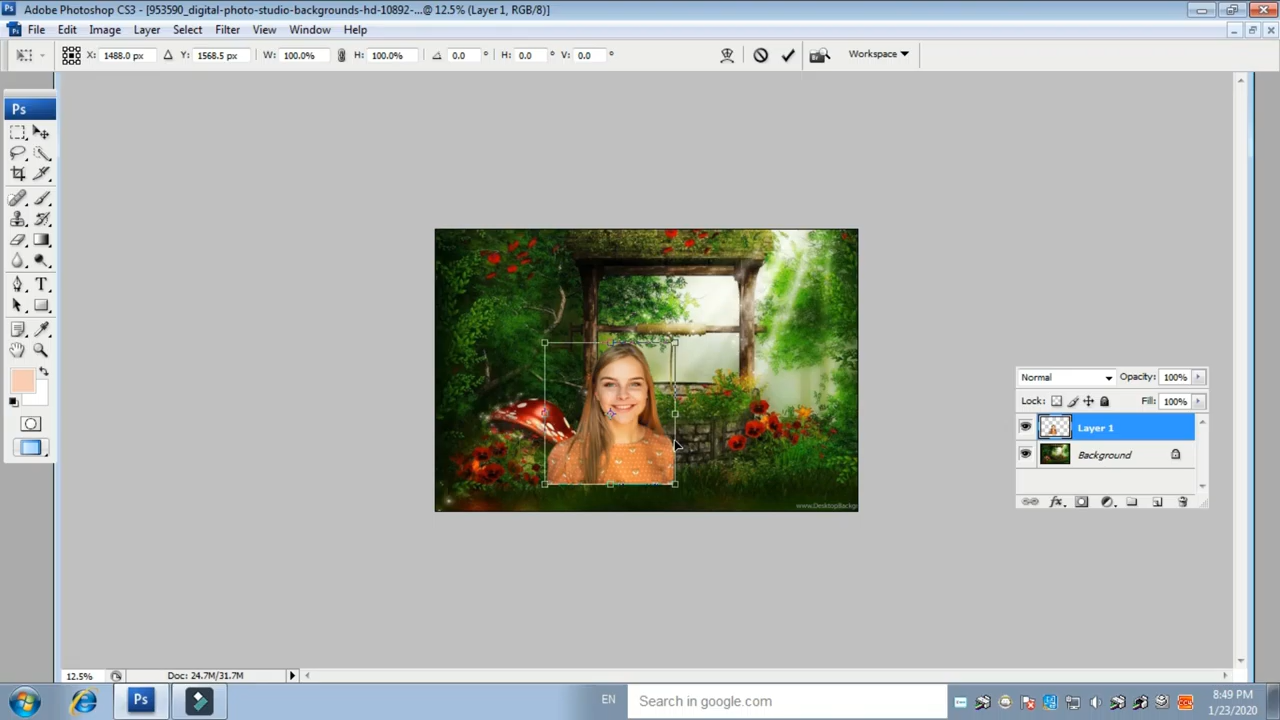 Adobe Photoshop CS3 - [953590_digital-photo-studio-backgrounds-hd-10892-...@ 12.5% (Layer 1, RGB/8)]
File Edit Image Layer Select Filter View Window Help
X: 1488.0 px Y: 1568.5 px W: 100.0% H: 100.0% 0.0 ° H: 0.0 ° V: 0.0 ° Workspace
Ps
Normal Opacity: 100%
Lock: Fill: 100%
Layer 1
Background
www.DesktopBackgr
12.5% Doc: 24.7M/31.7M
Ps EN Search in google.com 8:49 PM
1/23/2020